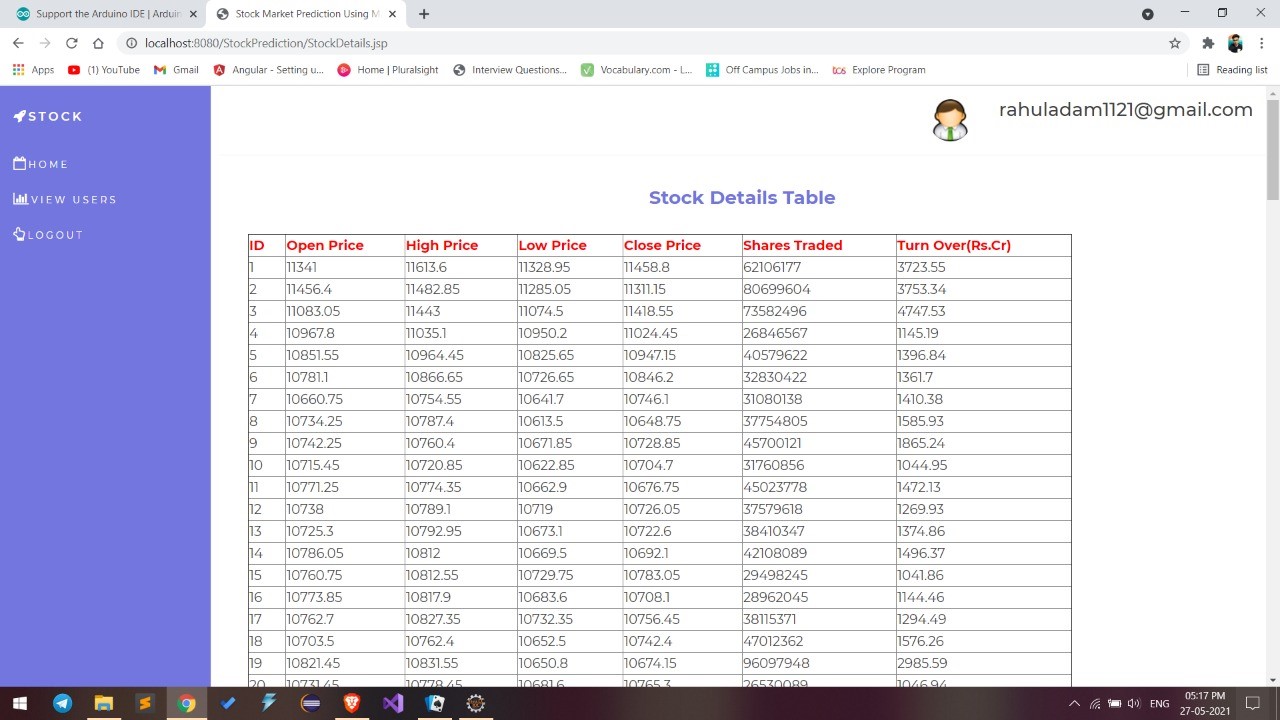 Support the Arduino IDE | Arduin
Stock Market Prediction Using M
localhost:8080/StockPrediction/StockDetails.jsp
Apps (1) YouTube Gmail Angular - Setting u... Home | Pluralsight Interview Questions... Vocabulary.com - L... Off Campus Jobs in... tcs Explore Program Reading list
STOCK
rahuladam1121@gmail.com
HOME
VIEW USERS
LOGOUT
Stock Details Table
ID Open Price High Price Low Price Close Price Shares Traded Turn Over(Rs.Cr)
1 11341 11613.6 11328.95 11458.8 62106177 3723.55
2 11456.4 11482.85 11285.05 11311.15 80699604 3753.34
3 11083.05 11443 11074.5 11418.55 73582496 4747.53
4 10967.8 11035.1 10950.2 11024.45 26846567 1145.19
5 10851.55 10964.45 10825.65 10947.15 40579622 1396.84
6 10781.1 10866.65 10726.65 10846.2 32830422 1361.7
7 10660.75 10754.55 10641.7 10746.1 31080138 1410.38
8 10734.25 10787.4 10613.5 10648.75 37754805 1585.93
9 10742.25 10760.4 10671.85 10728.85 45700121 1865.24
10 10715.45 10720.85 10622.85 10704.7 31760856 1044.95
11 10771.25 10774.35 10662.9 10676.75 45023778 1472.13
12 10738 10789.1 10719 10726.05 37579618 1269.93
13 10725.3 10792.95 10673.1 10722.6 38410347 1374.86
14 10786.05 10812 10669.5 10692.1 42108089 1496.37
15 10760.75 10812.55 10729.75 10783.05 29498245 1041.86
16 10773.85 10817.9 10683.6 10708.1 28962045 1144.46
17 10762.7 10827.35 10732.35 10756.45 38115371 1294.49
18 10703.5 10762.4 10652.5 10742.4 47012362 1576.26
19 10821.45 10831.55 10650.8 10674.15 96097948 2985.59
20 10731.45 10778.45 10681.6 10765.3 26530089 1046.94
ENG 05:17 PM
27-05-2021